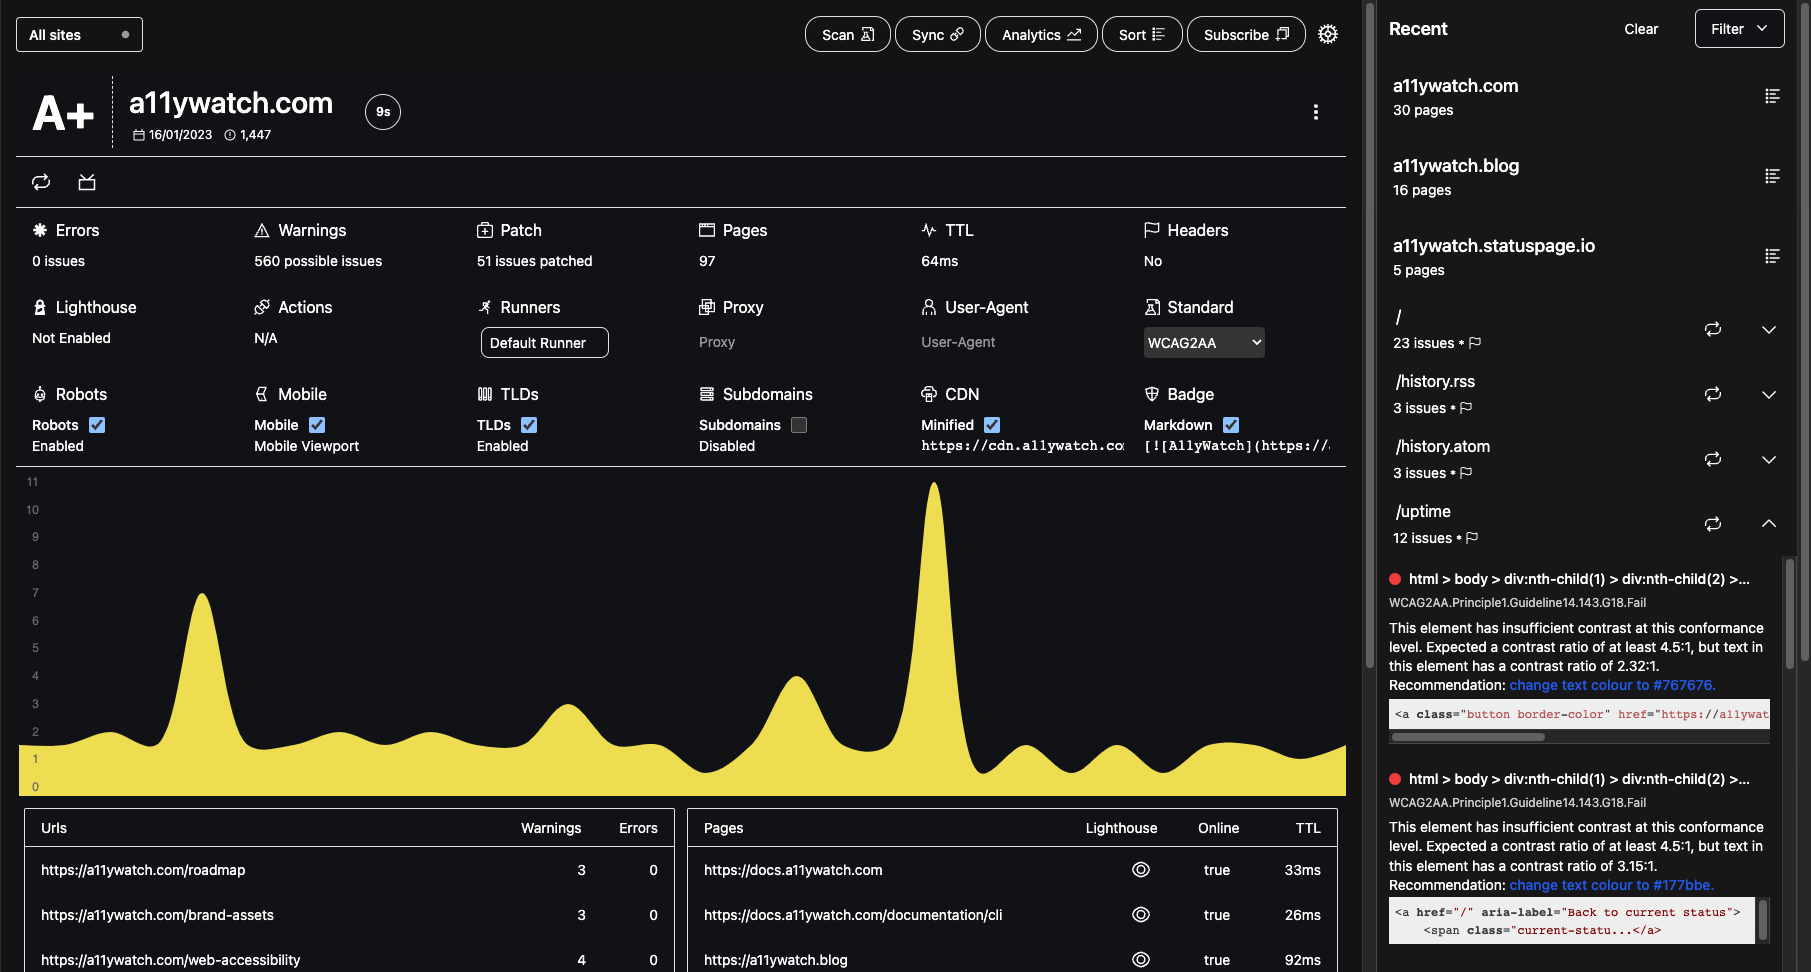 All sites
Scan
Sync
Analytics
Sort
Subscribe
A+
a11ywatch.com
9s
16/01/2023 1,447
Errors
0 issues
Warnings
560 possible issues
Patch
51 issues patched
Pages
97
TTL
64ms
Headers
No
Lighthouse
Not Enabled
Actions
N/A
Runners
Default Runner
Proxy
Proxy
User-Agent
User-Agent
Standard
WCAG2AA
Robots
Robots
Enabled
Mobile
Mobile
Mobile Viewport
TLDs
TLDs
Enabled
Subdomains
Subdomains
Disabled
CDN
Minified
https://cdn.a11ywatch.co
Badge
Markdown
[![A11yWatch](https://
11
10
9
8
7
6
5
4
3
2
1
0
Urls Warnings Errors
https://a11ywatch.com/roadmap 3 0
https://a11ywatch.com/brand-assets 3 0
https://a11ywatch.com/web-accessibility 4 0
Pages Lighthouse Online TTL
https://docs.a11ywatch.com true 33ms
https://docs.a11ywatch.com/documentation/cli true 26ms
https://a11ywatch.blog true 92ms
Recent
Clear
Filter
a11ywatch.com
30 pages
a11ywatch.blog
16 pages
a11ywatch.statuspage.io
5 pages
/
23 issues •
/history.rss
3 issues •
/history.atom
3 issues •
/uptime
12 issues •
html > body > div:nth-child(1) > div:nth-child(2) >...
WCAG2AA.Principle1.Guideline14.143.G18.Fail
This element has insufficient contrast at this conformance
level. Expected a contrast ratio of at least 4.5:1, but text in
this element has a contrast ratio of 2.32:1.
Recommendation: change text colour to #767676.
<a class="button border-color" href="https://a11ywat
html > body > div:nth-child(1) > div:nth-child(2) >...
WCAG2AA.Principle1.Guideline14.143.G18.Fail
This element has insufficient contrast at this conformance
level. Expected a contrast ratio of at least 4.5:1, but text in
this element has a contrast ratio of 3.15:1.
Recommendation: change text colour to #177bbe.
<a href="/" aria-label="Back to current status">
<span class="current-statu...</a>